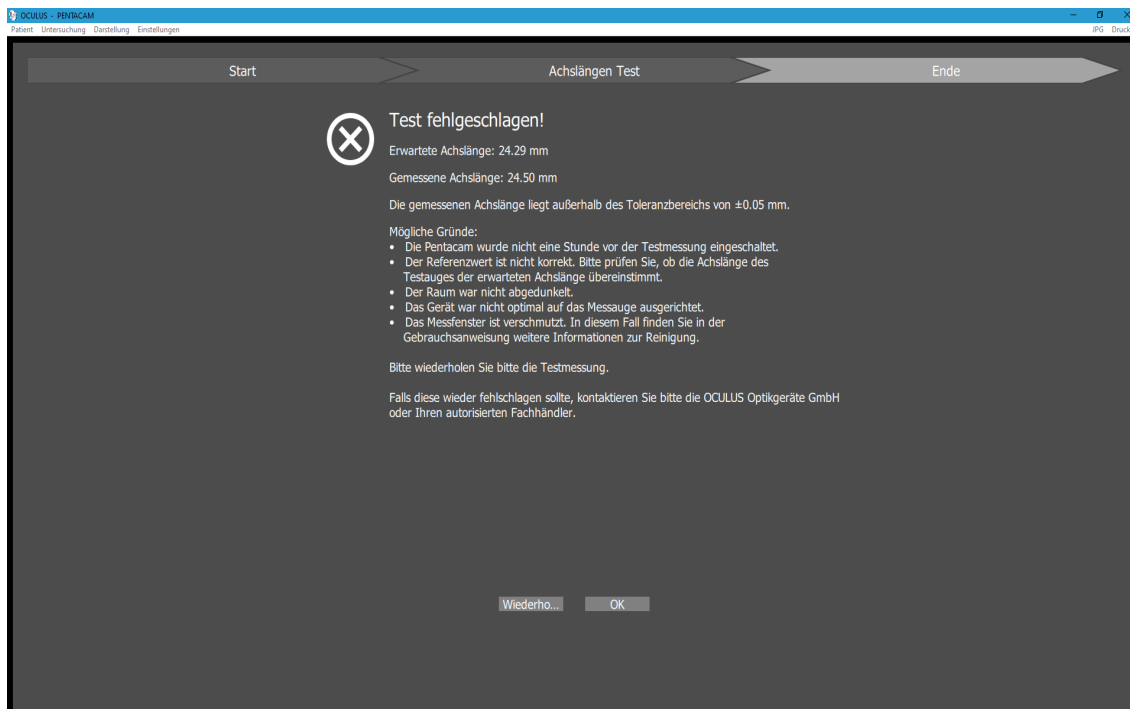 OCULUS - PENTACAM
Patient Untersuchung Darstellung Einstellungen JPG Druck
Start Achslängen Test Ende
Test fehlgeschlagen!
Erwartete Achslänge: 24.29 mm
Gemessene Achslänge: 24.50 mm
Die gemessenen Achslänge liegt außerhalb des Toleranzbereichs von ±0.05 mm.
Mögliche Gründe:
• Die Pentacam wurde nicht eine Stunde vor der Testmessung eingeschaltet.
• Der Referenzwert ist nicht korrekt. Bitte prüfen Sie, ob die Achslänge des
Testauges der erwarteten Achslänge übereinstimmt.
• Der Raum war nicht abgedunkelt.
• Das Gerät war nicht optimal auf das Messauge ausgerichtet.
• Das Messfenster ist verschmutzt. In diesem Fall finden Sie in der
Gebrauchsanweisung weitere Informationen zur Reinigung.
Bitte wiederholen Sie bitte die Testmessung.
Falls diese wieder fehlschlagen sollte, kontaktieren Sie bitte die OCULUS Optikgeräte GmbH
oder Ihren autorisierten Fachhändler.
Wiederho... OK